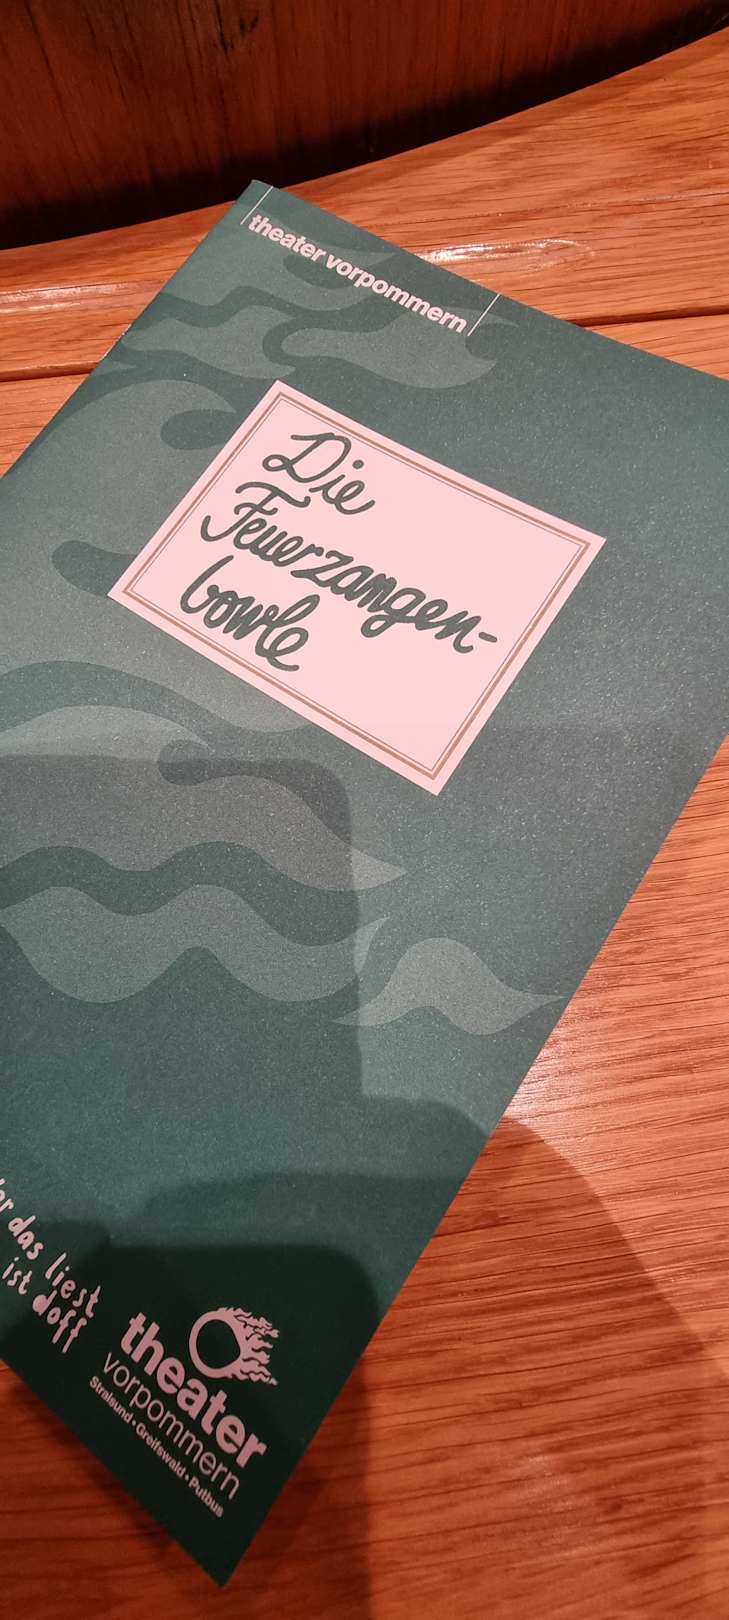 theater vorpommern
Die
Feuerzangen-
bowle
das liest
ist doff
theater
vorpommern
Stralsund • Greifswald • Putbus